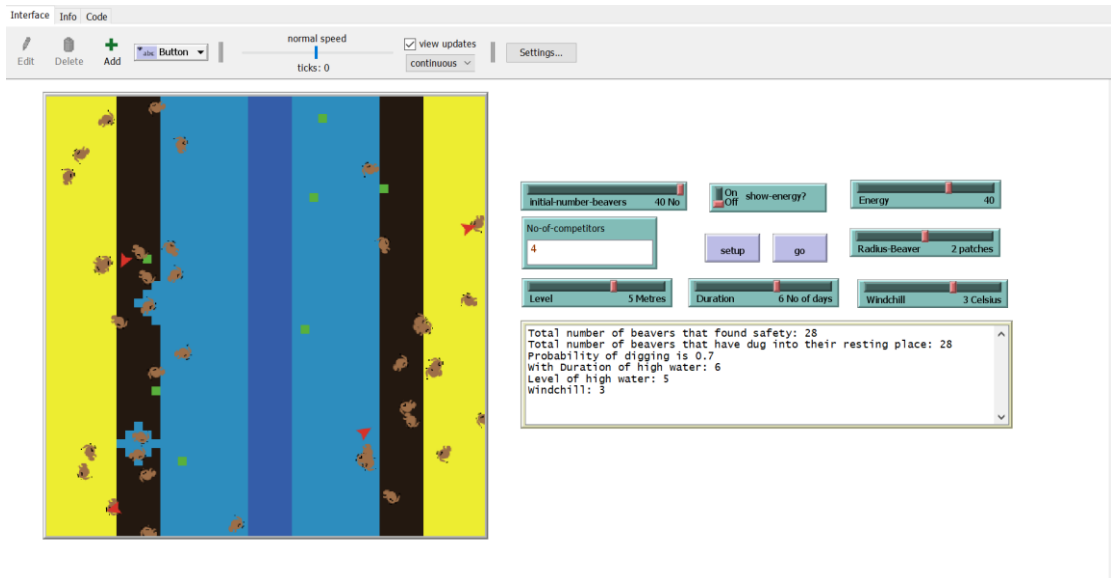 Interface Info Code
normal speed
view updates
Edit Delete Add abc Button ticks: 0 continuous Settings...
initial-number-beavers 40 No
On
Off show-energy?
Energy 40
No-of-competitors
4
setup go
Radius-Beaver 2 patches
Level 5 Metres
Duration 6 No of days
Windchill 3 Celsius
Total number of beavers that found safety: 28
Total number of beavers that have dug into their resting place: 28
Probability of digging is 0.7
With Duration of high water: 6
Level of high water: 5
Windchill: 3